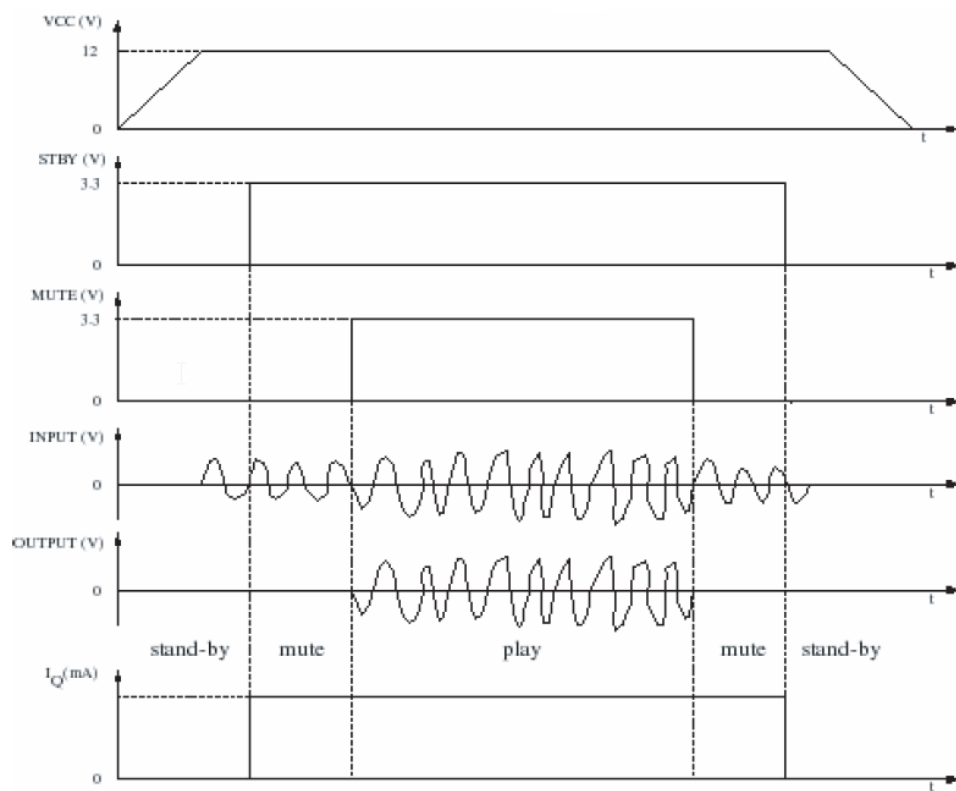 VCC (V)
12
0
t
STBY (V)
3.3
0
t
MUTE (V)
3.3
0
t
INPUT (V)
0
t
OUTPUT (V)
0
t
stand-by mute play mute stand-by
I_Q(mA)
0
t